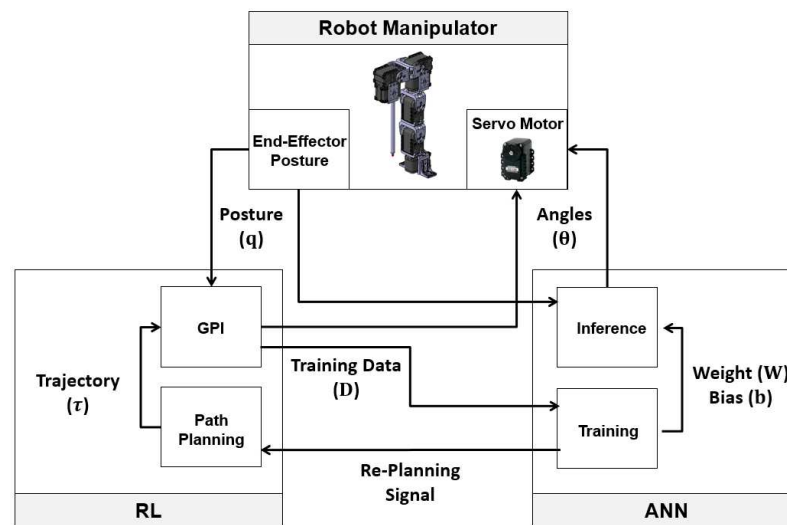 Robot Manipulator
End-Effector
Posture
Servo Motor
Posture
(q)
Angles
(θ)
GPI
Inference
Trajectory
(τ)
Training Data
(D)
Weight (W)
Bias (b)
Path
Planning
Training
Re-Planning
Signal
RL
ANN